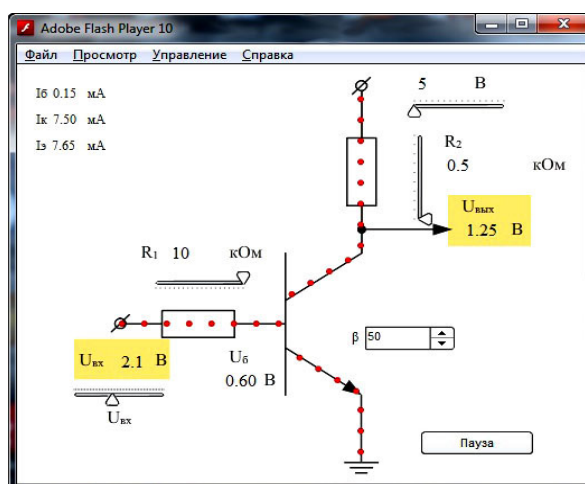 Adobe Flash Player 10
Файл Просмотр Управление Справка
Iб 0.15 мА
Iк 7.50 мА
Iэ 7.65 мА
5 В
R2
0.5 кОм
Uвых
1.25 В
R1 10 кОм
Uвх 2.1 В
Uб
0.60 В
β 50
Uвх
Пауза